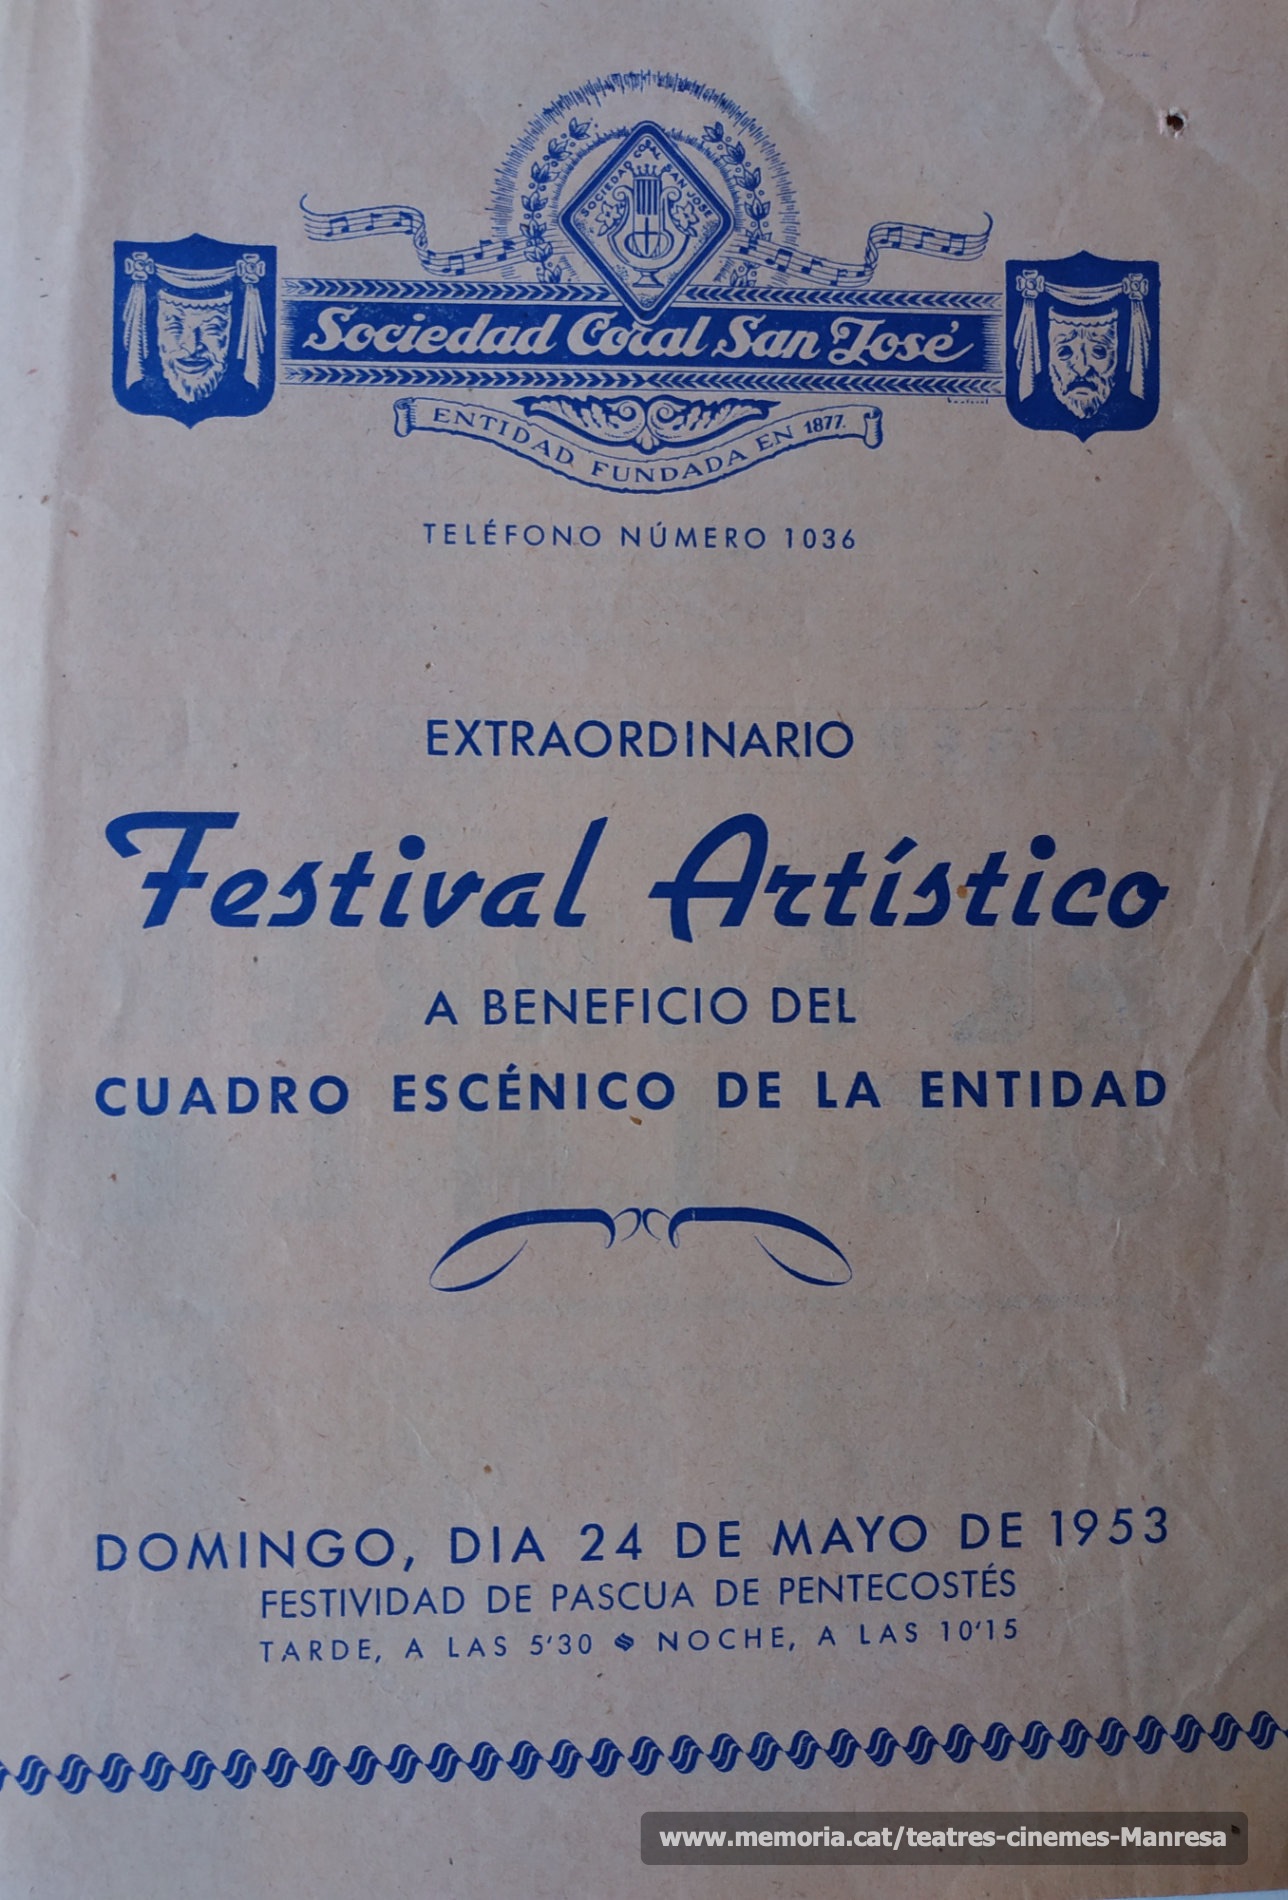 SOCIEDAD CORAL SAN JOSE
Sociedad Coral San José
ENTIDAD FUNDADA EN 1877.
TELÉFONO NÚMERO 1036
EXTRAORDINARIO
Festival Artístico
A BENEFICIO DEL
CUADRO ESCÉNICO DE LA ENTIDAD
DOMINGO, DIA 24 DE MAYO DE 1953
FESTIVIDAD DE PASCUA DE PENTECOSTÉS
TARDE, A LAS 5'30 NOCHE, A LAS 10'15
www.memoria.cat/teatres-cinemes-Manresa